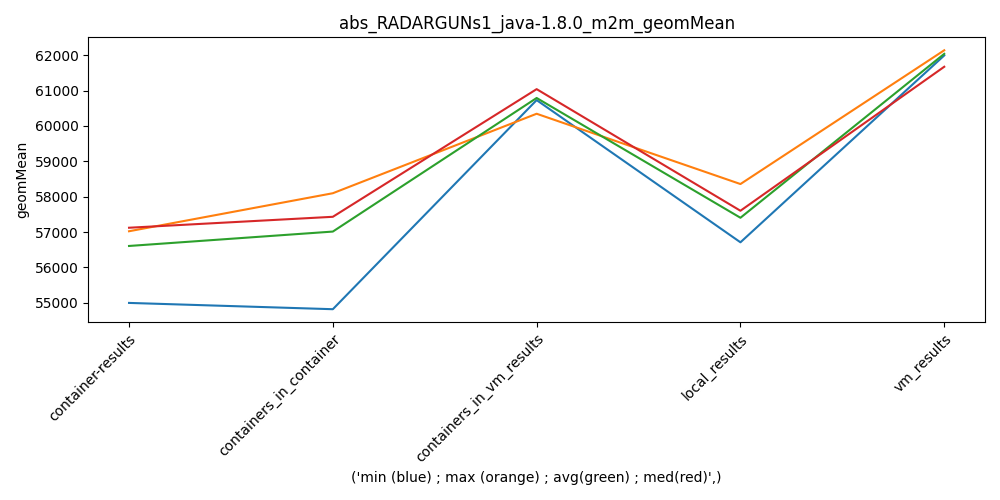 abs_RADARGUNs1_java-1.8.0_m2m_geomMean
geomMean
62000
61000
60000
59000
58000
57000
56000
55000
container-results
containers_in_container
containers_in_vm_results
local_results
vm_results
('min (blue) ; max (orange) ; avg(green) ; med(red)',)